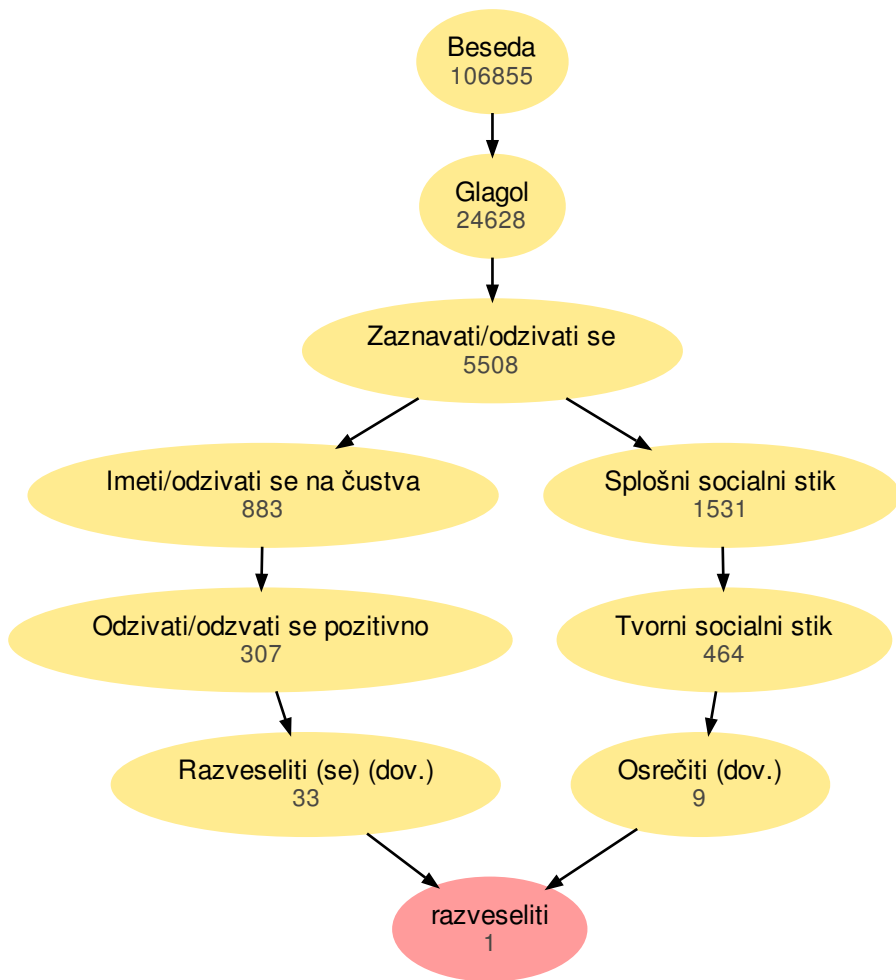 Beseda
106855
Glagol
24628
Zaznavati/odzivati se
5508
Imeti/odzivati se na čustva
883
Splošni socialni stik
1531
Odzivati/odzvati se pozitivno
307
Tvorni socialni stik
464
Razveseliti (se) (dov.)
33
Osrečiti (dov.)
9
razveseliti
1